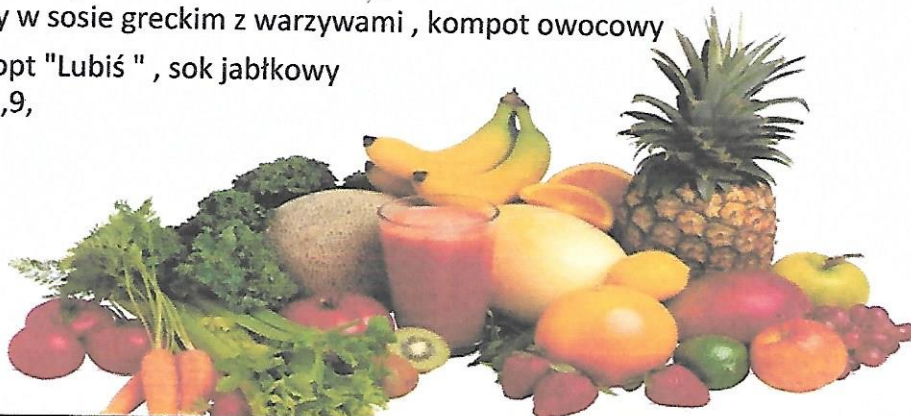 y w sosie greckim z warzywami , kompot owocowy
opt "Lubiś " , sok jabłkowy
,9,